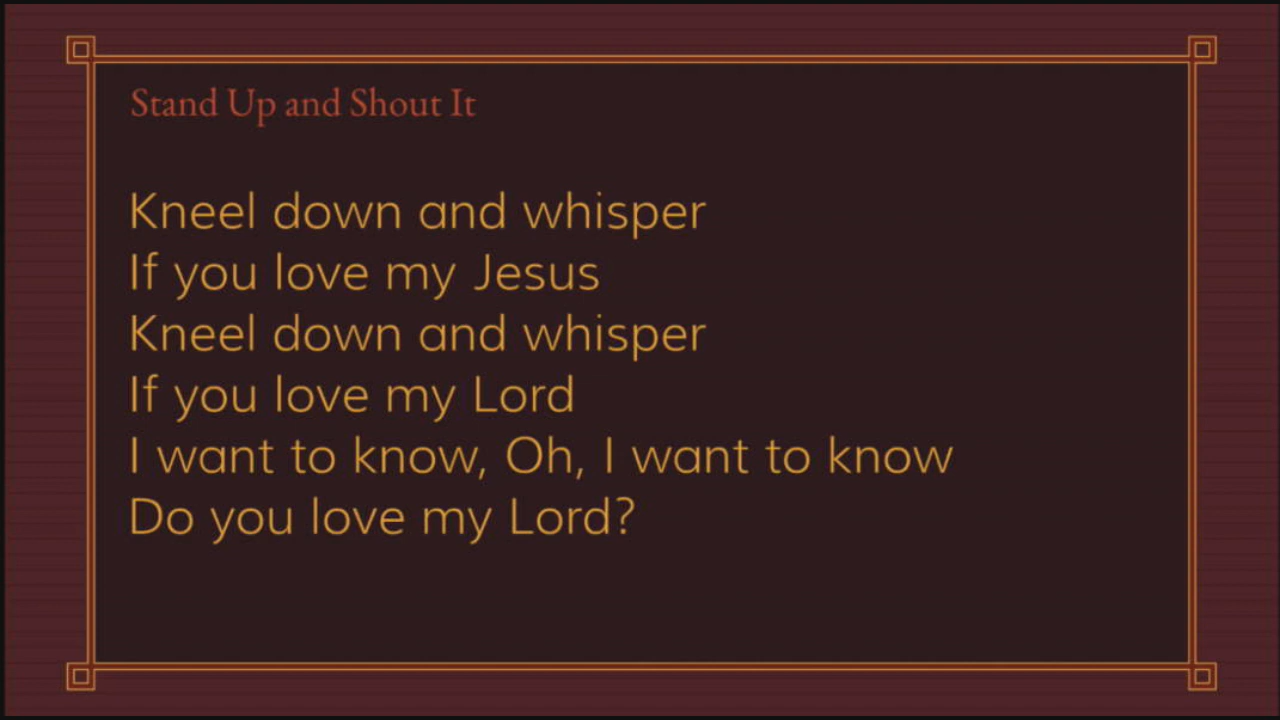 Stand Up and Shout It
Kneel down and whisper
If you love my Jesus
Kneel down and whisper
If you love my Lord
I want to know, Oh, I want to know
Do you love my Lord?